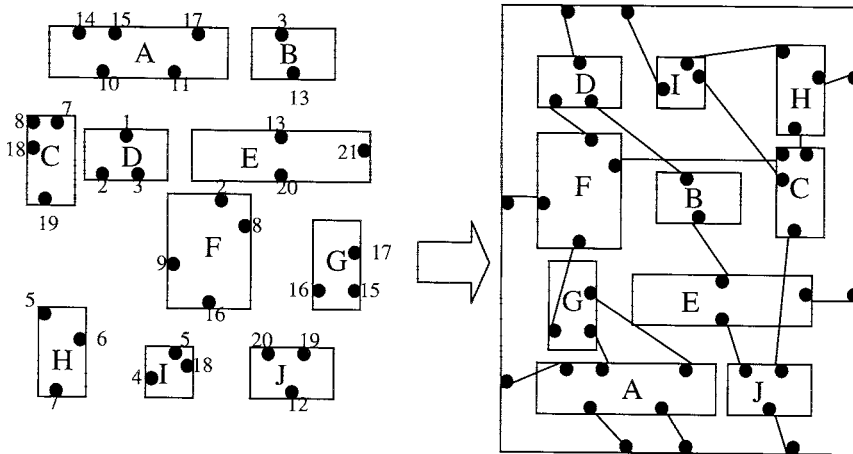 14 15 17 3
A B
10 11 13
8 7 1 13
18 C D E 21
2 3 20
19 2
8
F 17
9 G
16 15
16
5
6
H 5 20 19
4 I 18 J
7 12
D I H
F B C
G E
A J